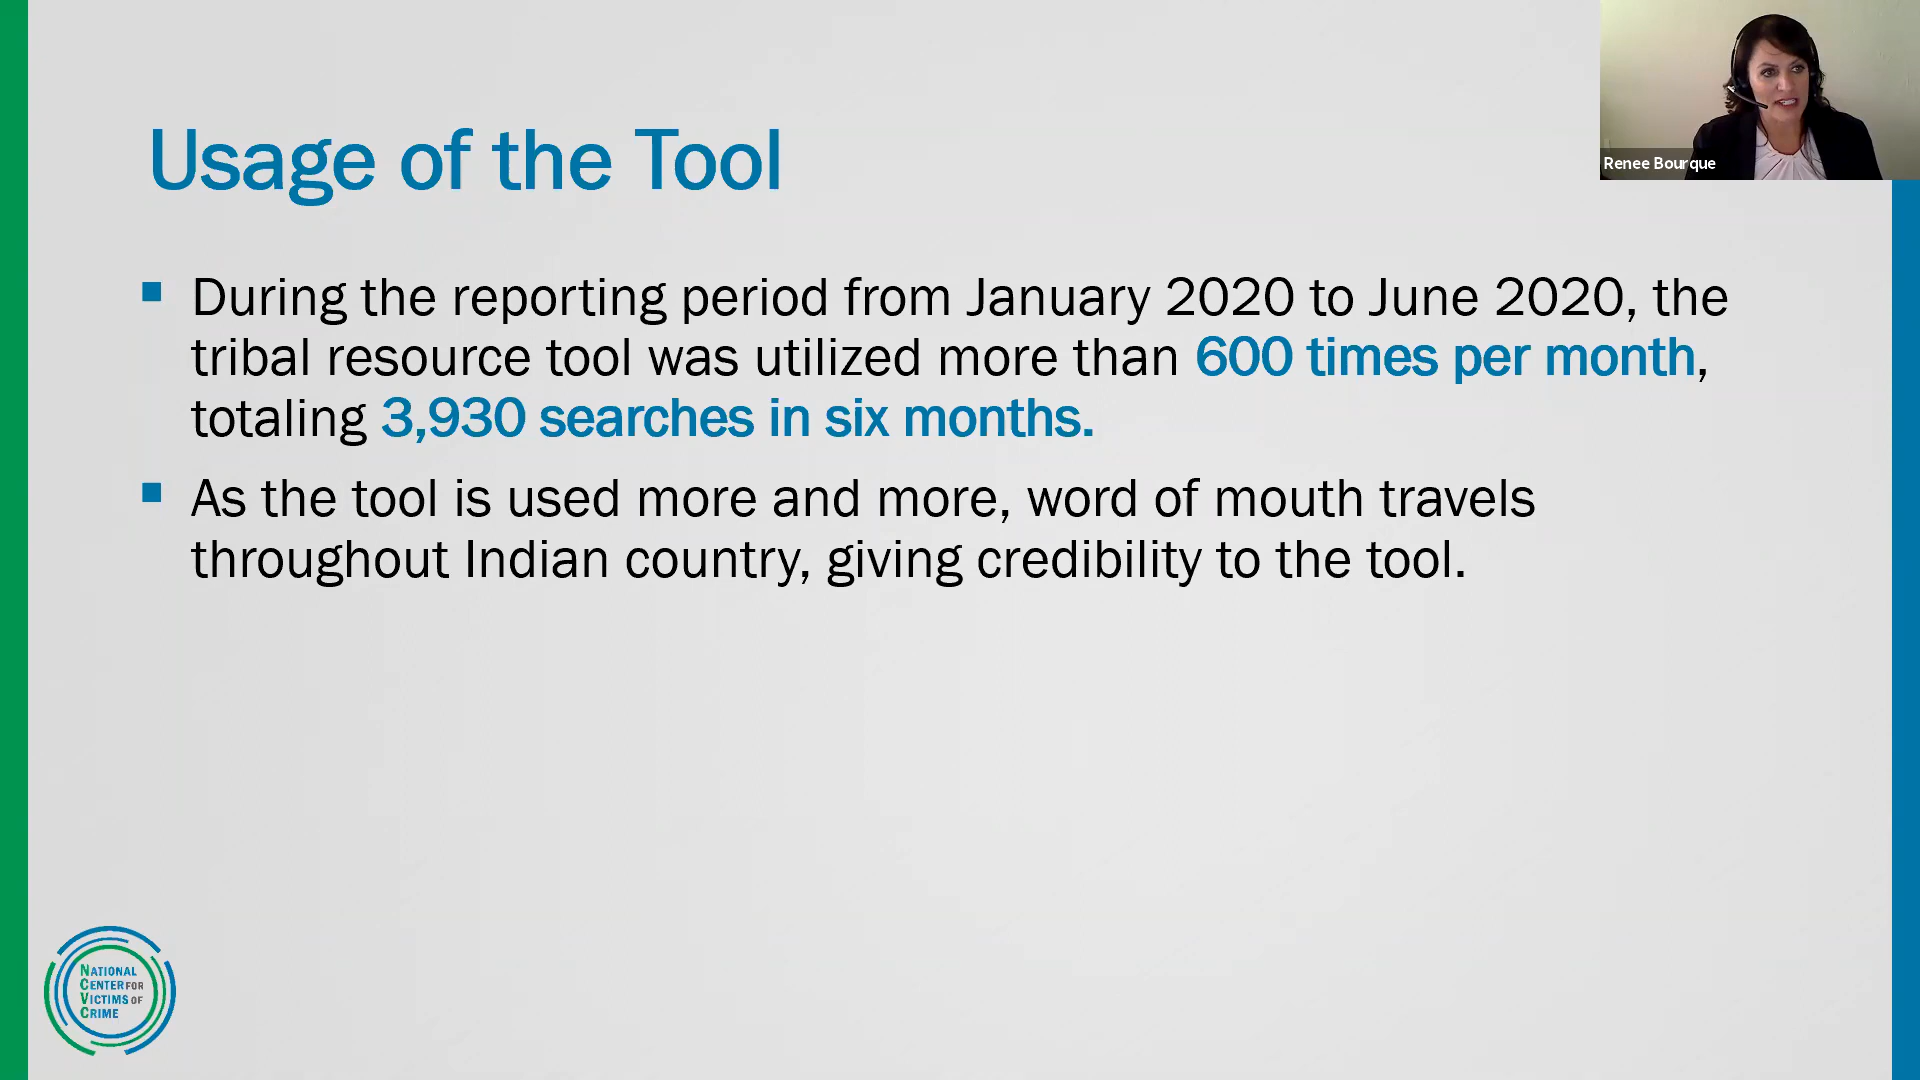 Usage of the Tool
Renee Bourque
During the reporting period from January 2020 to June 2020, the
tribal resource tool was utilized more than 600 times per month,
totaling 3,930 searches in six months.
As the tool is used more and more, word of mouth travels
throughout Indian country, giving credibility to the tool.
NATIONAL
CENTER FOR
VICTIMS OF
CRIME